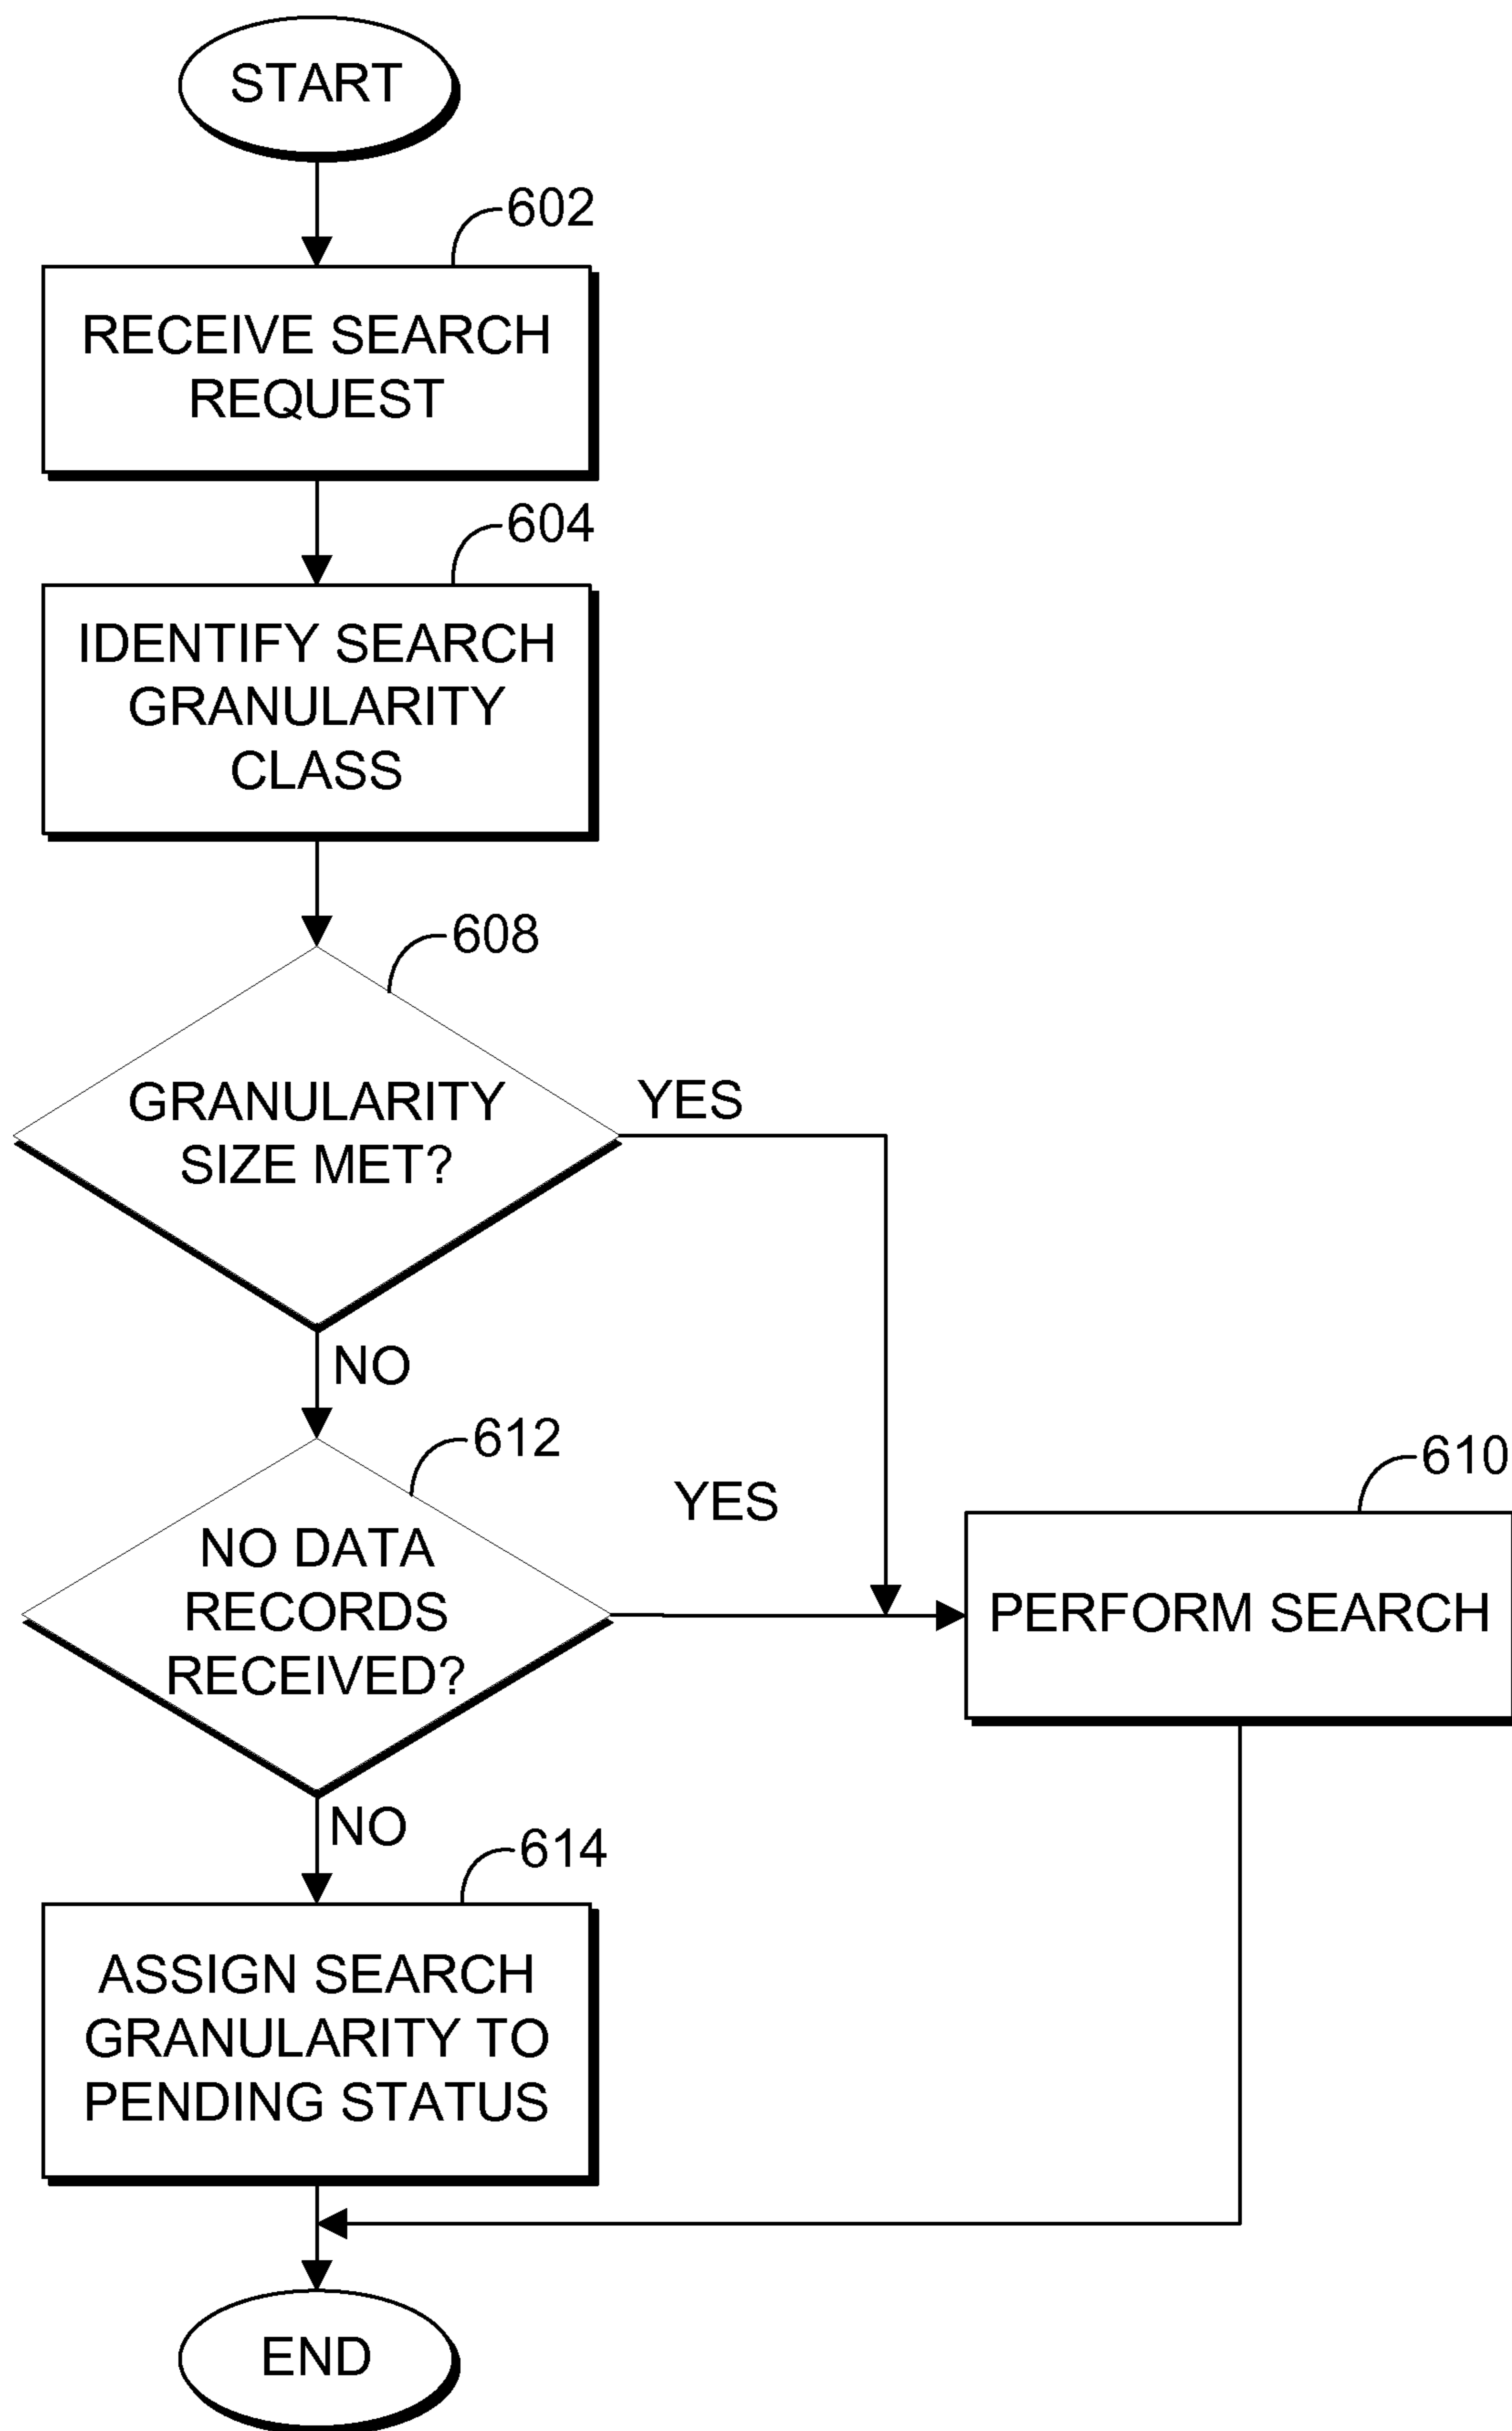 START
602
RECEIVE SEARCH
REQUEST
604
IDENTIFY SEARCH
GRANULARITY
CLASS
608
GRANULARITY
SIZE MET?
YES
NO
612
NO DATA
RECORDS
RECEIVED?
YES
610
PERFORM SEARCH
NO
614
ASSIGN SEARCH
GRANULARITY TO
PENDING STATUS
END